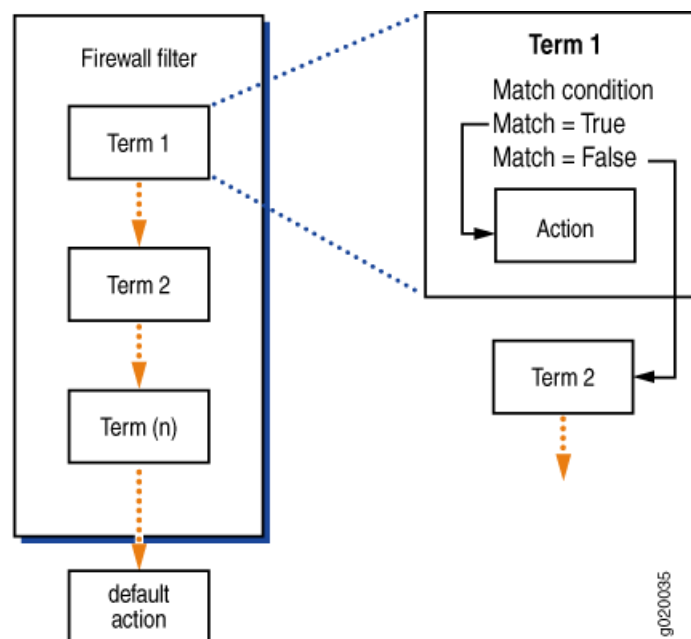 Firewall filter
Term 1
Term 2
Term (n)
default
action
Term 1
Match condition
Match = True
Match = False
Action
Term 2
g020035